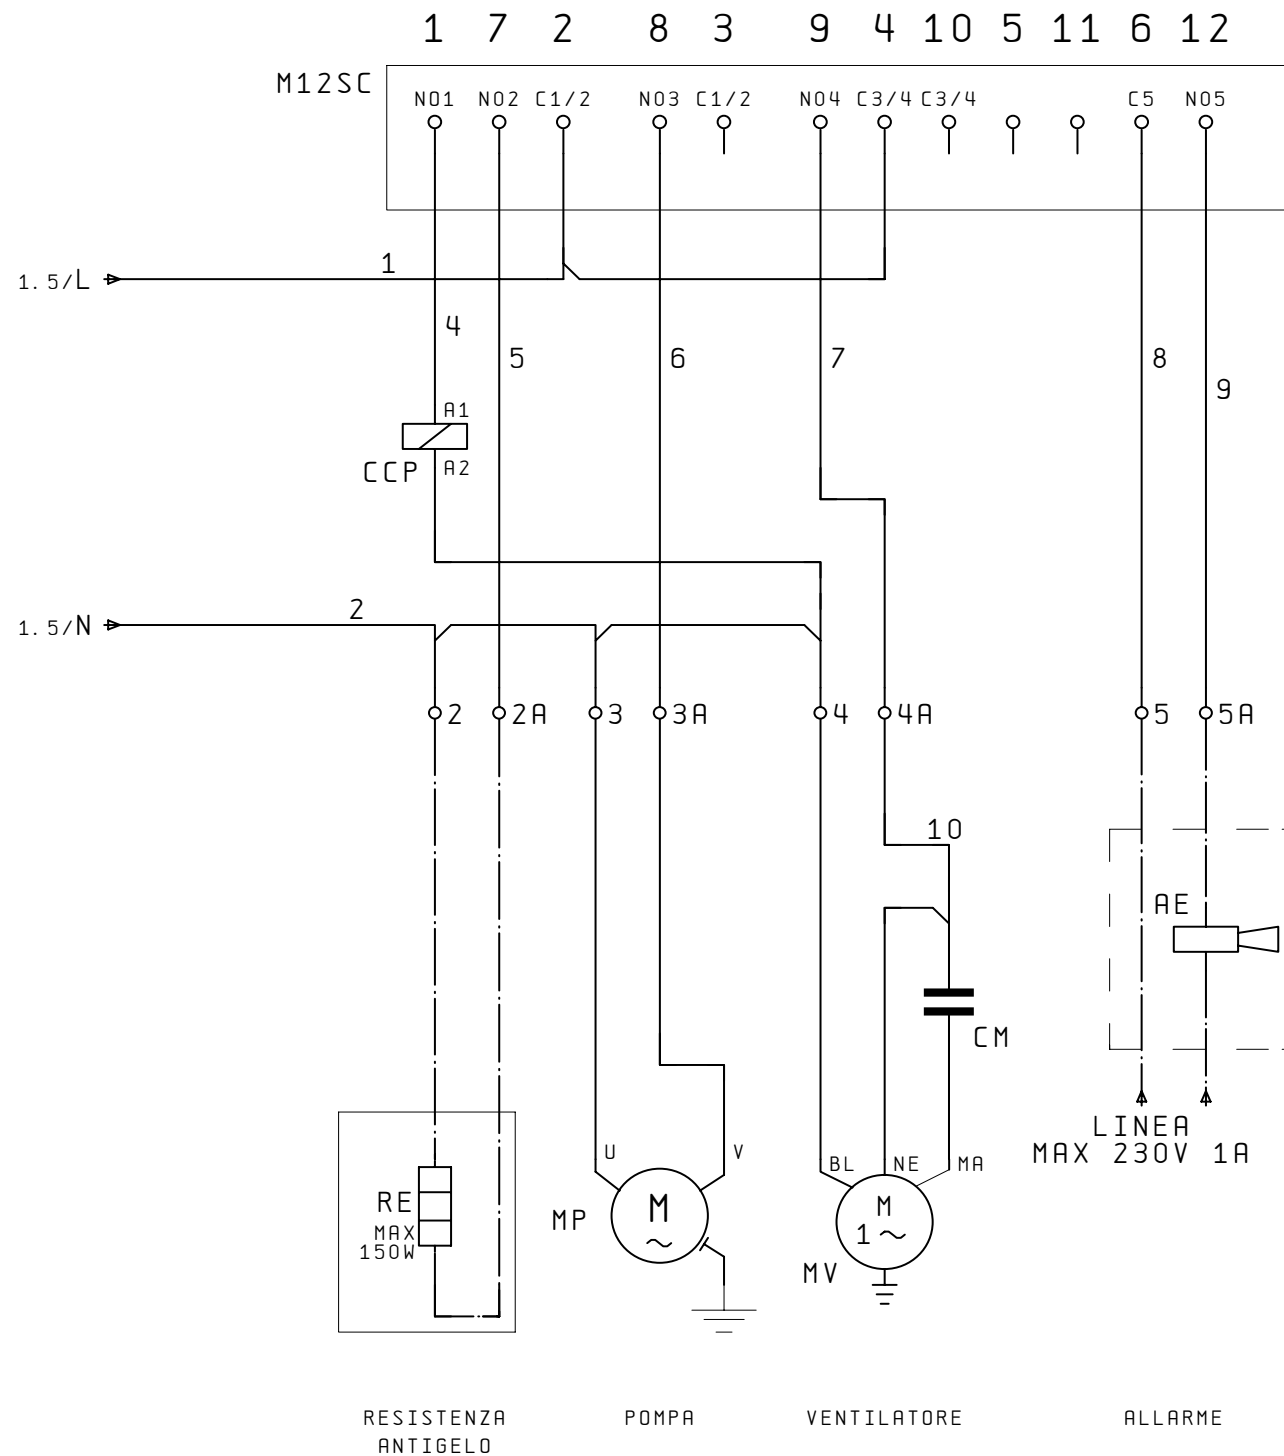 1 7 2 8 3 9 4 10 5 11 6 12
M12SC
NO1 NO2 C1/2 NO3 C1/2 NO4 C3/4 C3/4 C5 NO5
1
1.5/L
4
5 6 7 8
9
A1
CCP A2
2
1.5/N
2 2A 3 3A 4 4A 5 5A
10
AE
CM
LINEA
MAX 230V 1A
U V BL NE MA
RE
MAX
150W
MP
M
M
1
MV
RESISTENZA
ANTIGELO
POMPA
VENTILATORE
ALLARME